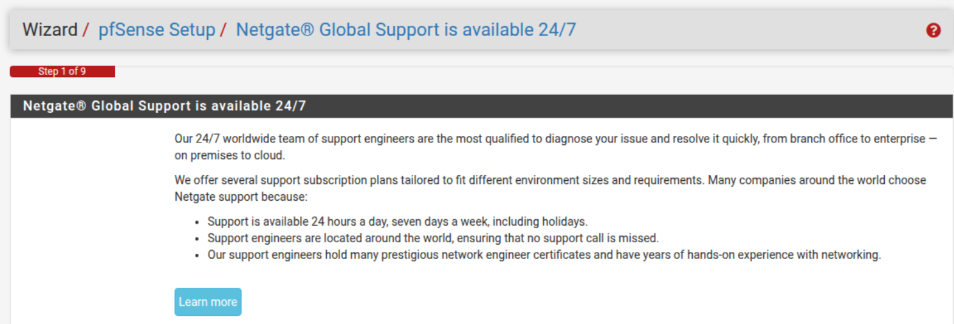 Wizard / pfSense Setup / Netgate® Global Support is available 24/7
Step 1 of 9
Netgate® Global Support is available 24/7
Our 24/7 worldwide team of support engineers are the most qualified to diagnose your issue and resolve it quickly, from branch office to enterprise –
on premises to cloud.
We offer several support subscription plans tailored to fit different environment sizes and requirements. Many companies around the world choose
Netgate support because:
• Support is available 24 hours a day, seven days a week, including holidays.
• Support engineers are located around the world, ensuring that no support call is missed.
• Our support engineers hold many prestigious network engineer certificates and have years of hands-on experience with networking.
Learn more